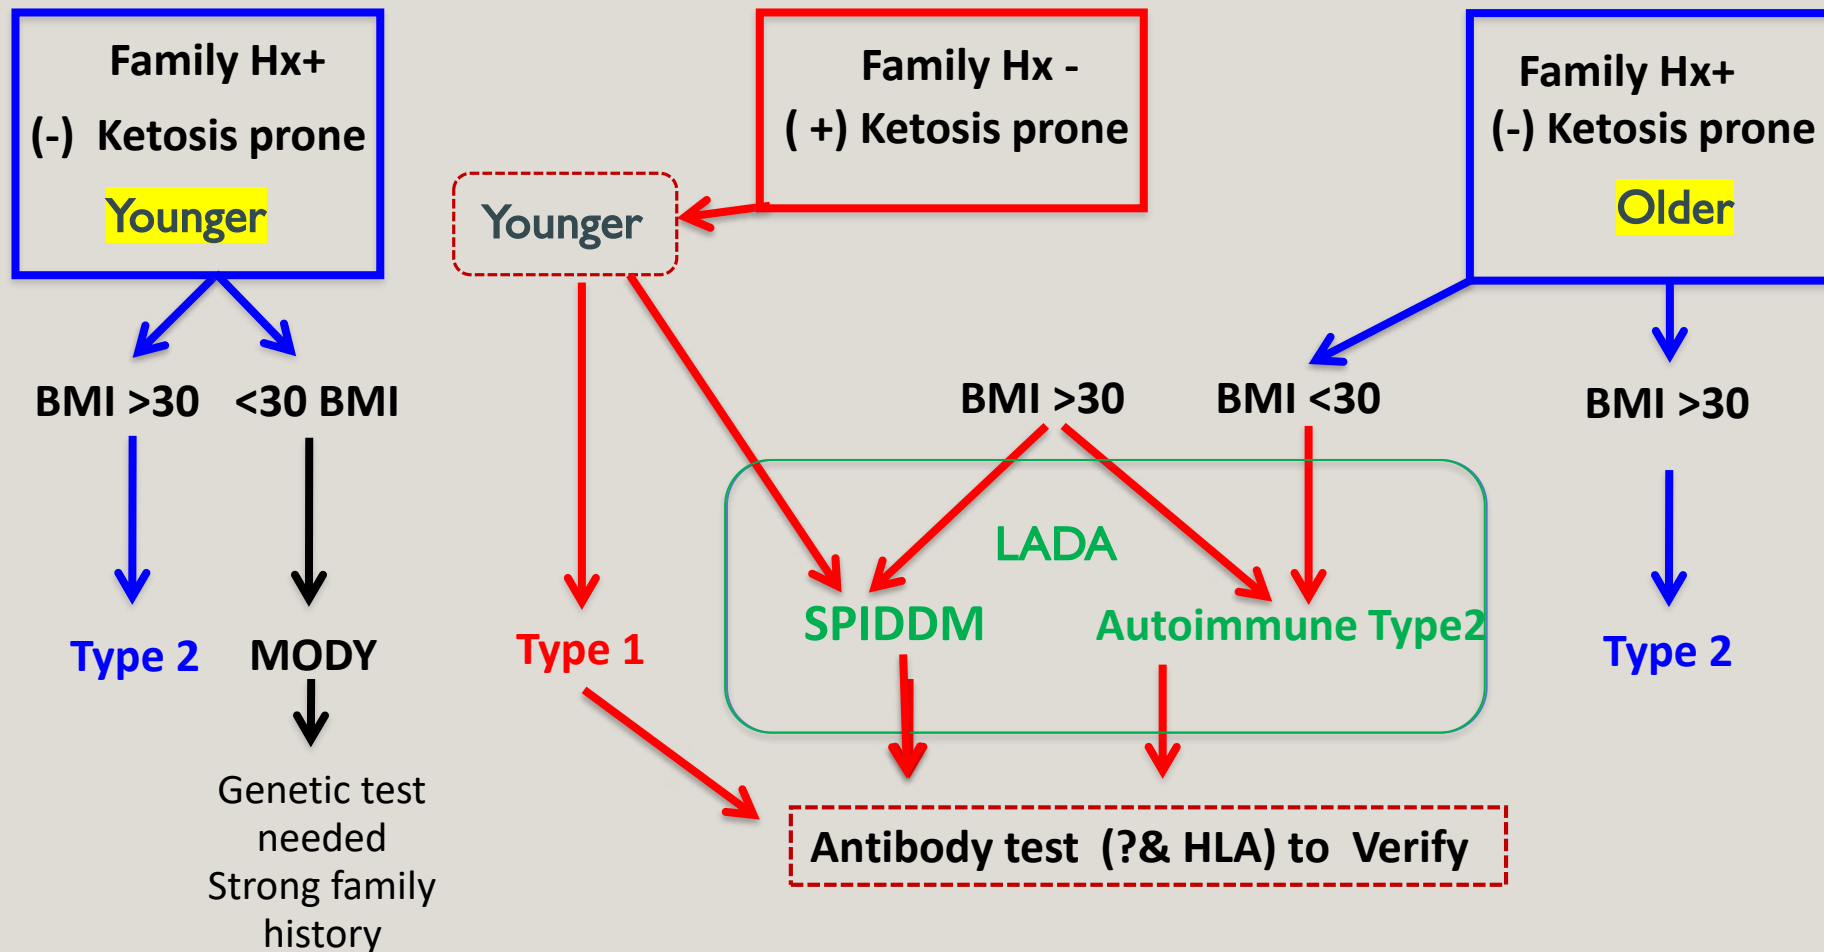 Family Hx+
(-) Ketosis prone
Younger
Family Hx -
( +) Ketosis prone
Younger
Family Hx+
(-) Ketosis prone
Older
BMI >30
<30 BMI
BMI >30
BMI <30
BMI >30
LADA
SPIDDM
Autoimmune Type2
Type 2
MODY
Type 1
Type 2
Genetic test
needed
Strong family
history
Antibody test (?& HLA) to Verify